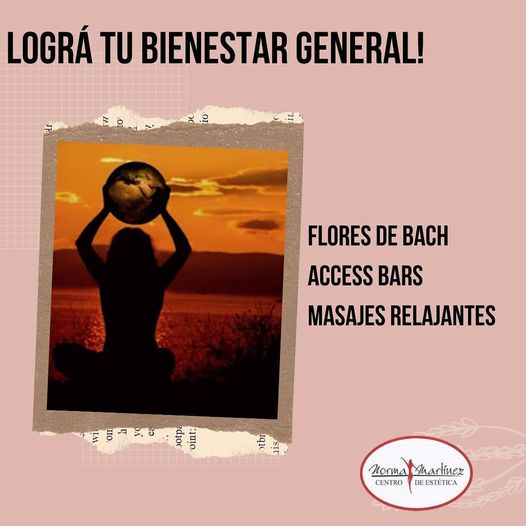 LOGRÁ TU BIENESTAR GENERAL!
FLORES DE BACH
ACCESS BARS
MASAJES RELAJANTES
Norma Martínez
CENTRO DE ESTÉTICA